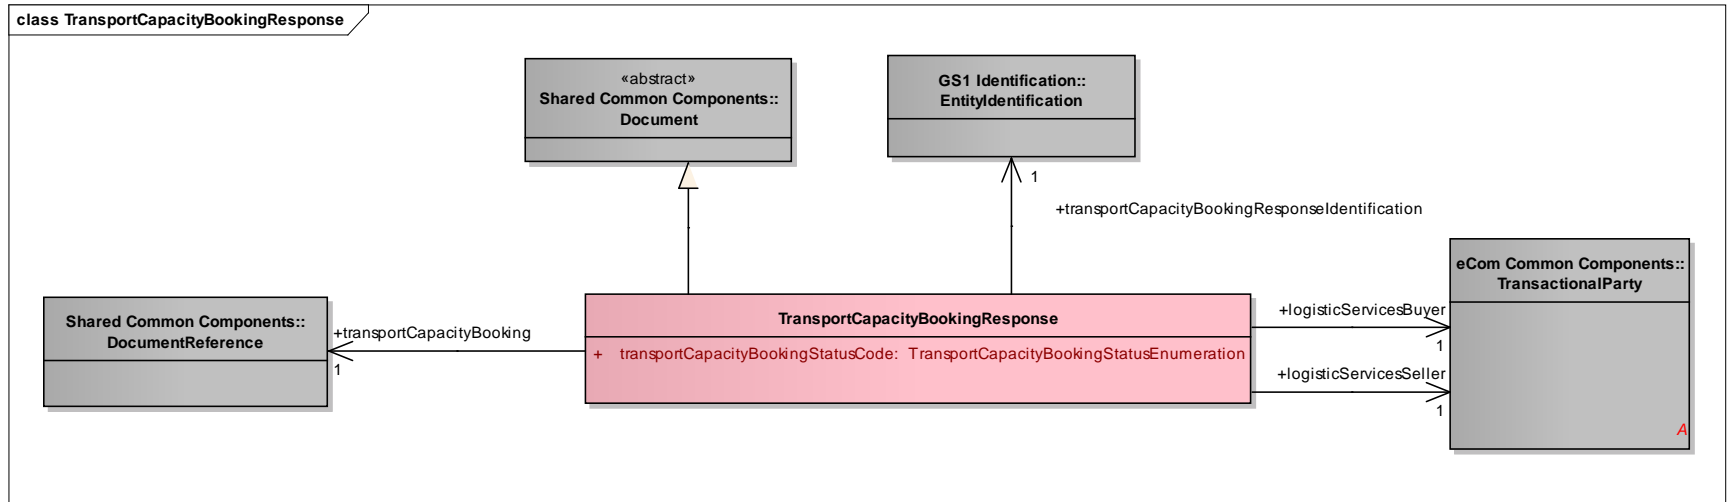 class TransportCapacityBookingResponse
«abstract»
Shared Common Components::
Document
GS1 Identification::
EntityIdentification
1
+transportCapacityBookingResponseIdentification
eCom Common Components::
TransactionalParty
A
Shared Common Components::
DocumentReference
+transportCapacityBooking
1
TransportCapacityBookingResponse
+ transportCapacityBookingStatusCode: TransportCapacityBookingStatusEnumeration
+logisticServicesBuyer
1
+logisticServicesSeller
1